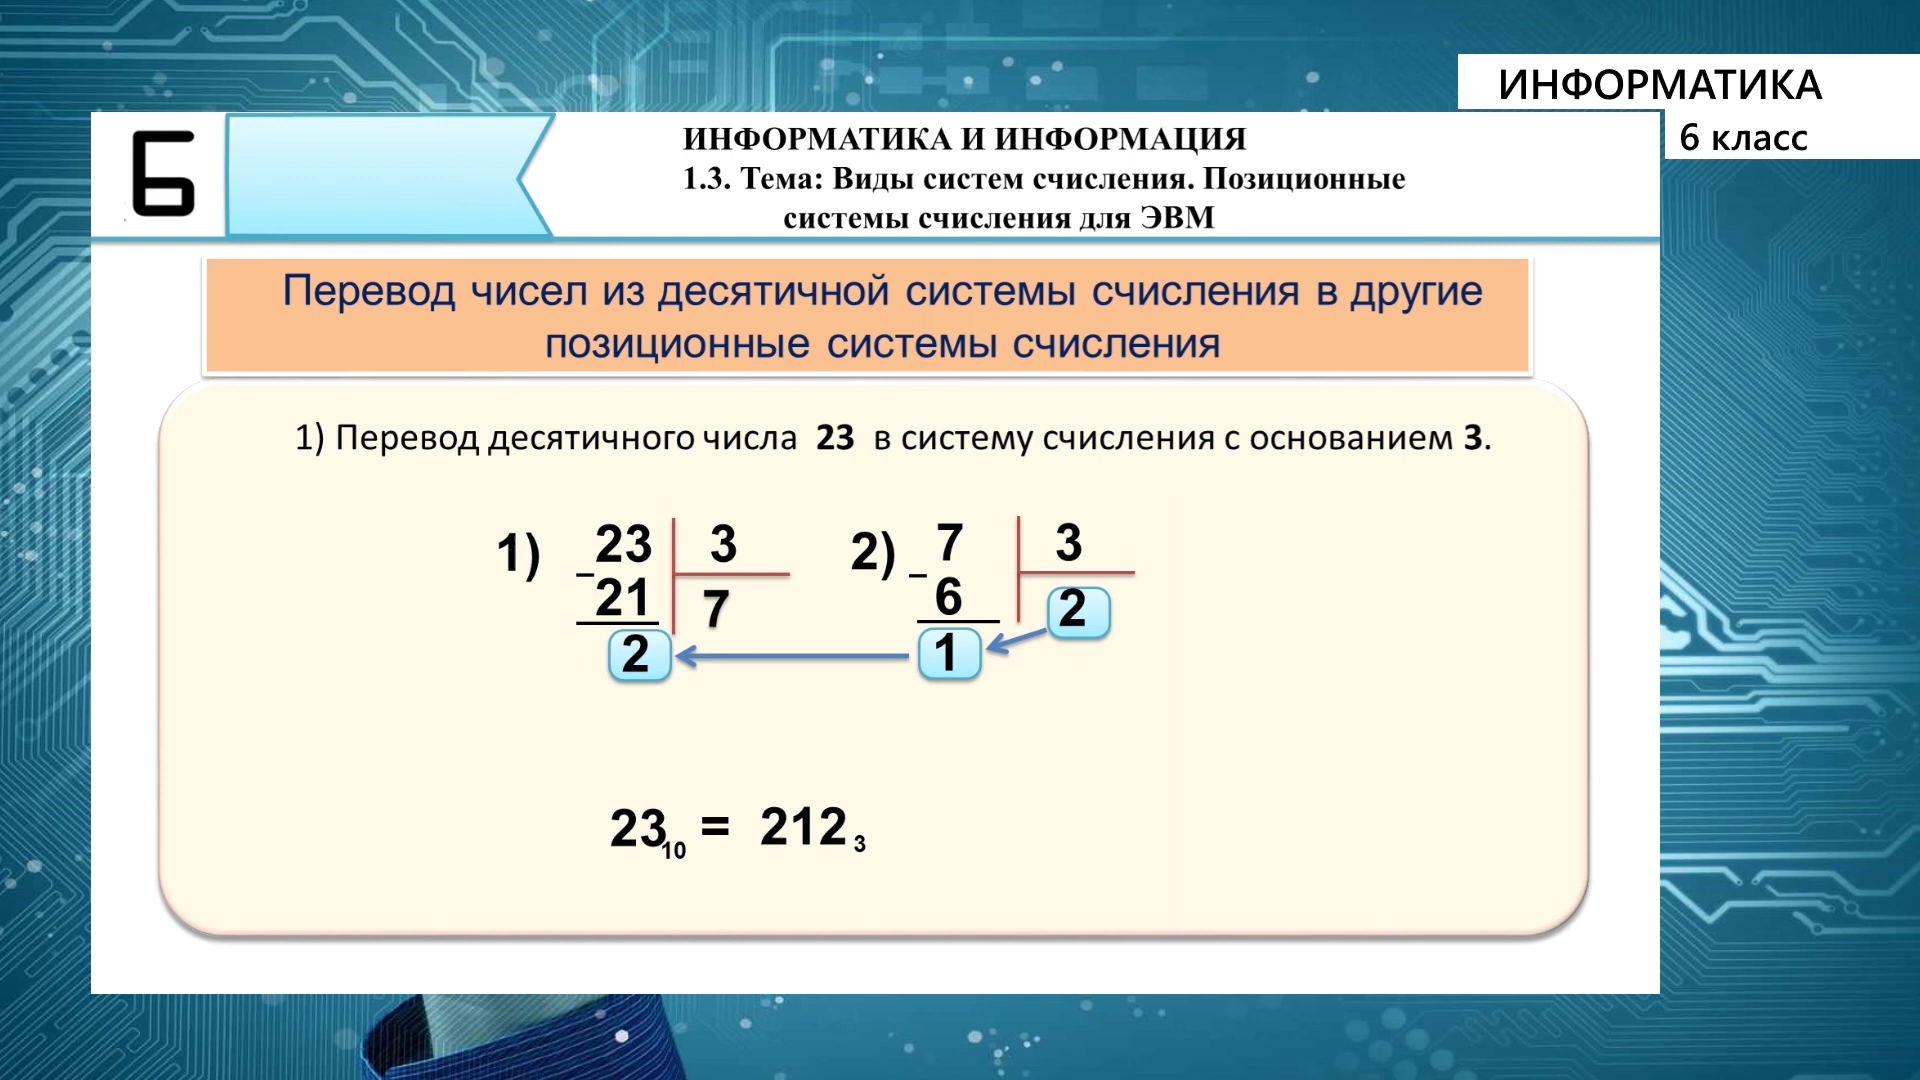 ИНФОРМАТИКА
6 класс
Б
ИНФОРМАТИКА И ИНФОРМАЦИЯ
1.3. Тема: Виды систем счисления. Позиционные
системы счисления для ЭВМ
Перевод чисел из десятичной системы счисления в другие
позиционные системы счисления
1) Перевод десятичного числа 23 в систему счисления с основанием 3.
1) 23 3 2) 7 3
– 21 7 – 6 2
2 1
23₁₀ = 212₃